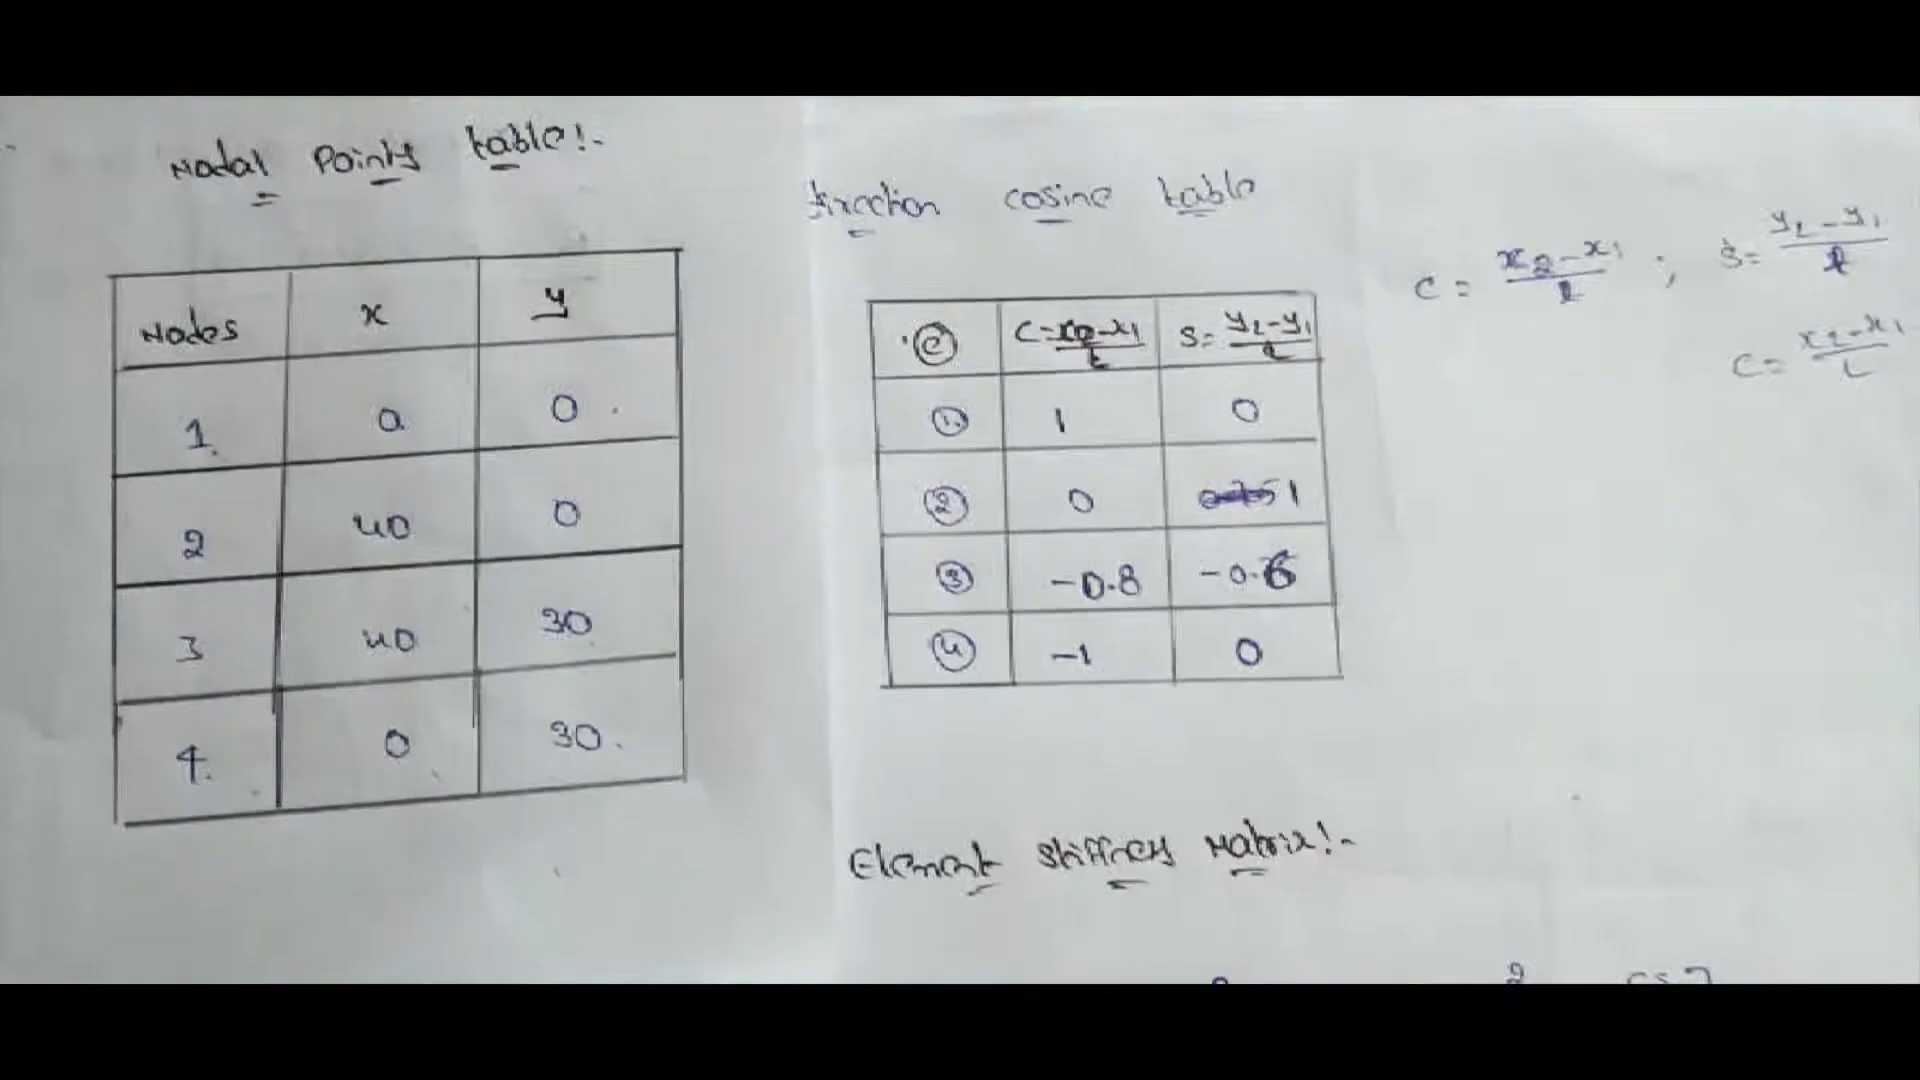 Nodal Points table!-
Nodes x y
1. 0 0
2 40 0
3 40 30
4. 0 30.
direction cosine table
e C=x2-x1/L S=y2-y1/L
1. 1 0
2 0 1
3 -0.8 -0.6
4 -1 0
C = x2-x1/L ; S= y2-y1/L
C= x2-x1/L
Element stiffness Matrix!-